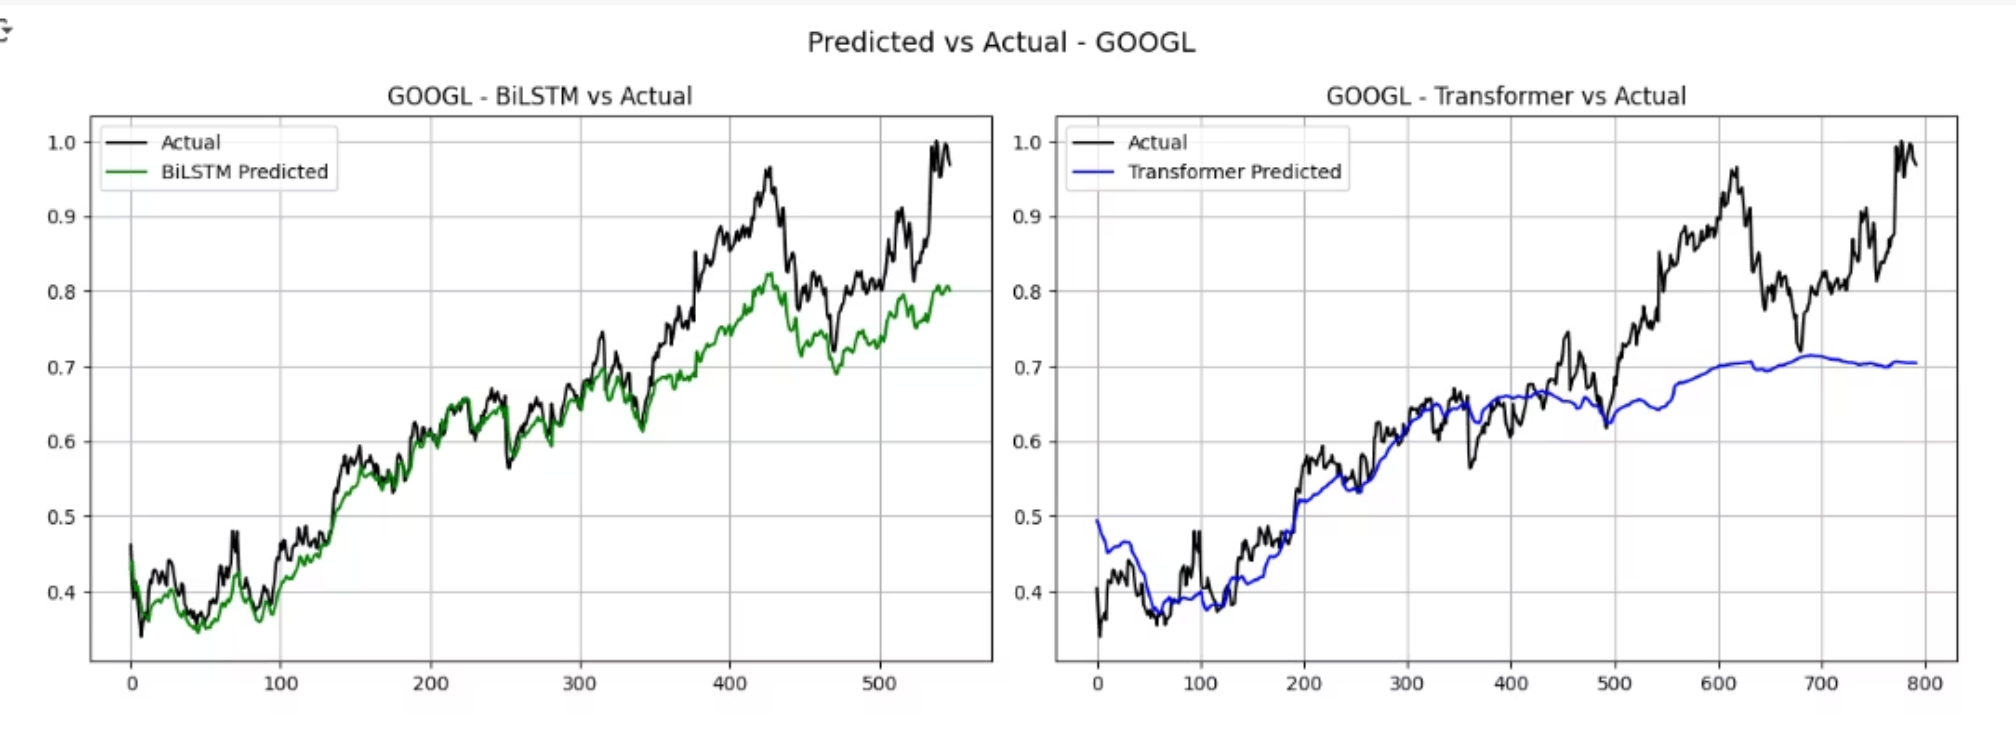 Predicted vs Actual - GOOGL
GOOGL - BiLSTM vs Actual
Actual
BiLSTM Predicted
1.0
0.9
0.8
0.7
0.6
0.5
0.4
0 100 200 300 400 500
GOOGL - Transformer vs Actual
Actual
Transformer Predicted
1.0
0.9
0.8
0.7
0.6
0.5
0.4
0 100 200 300 400 500 600 700 800